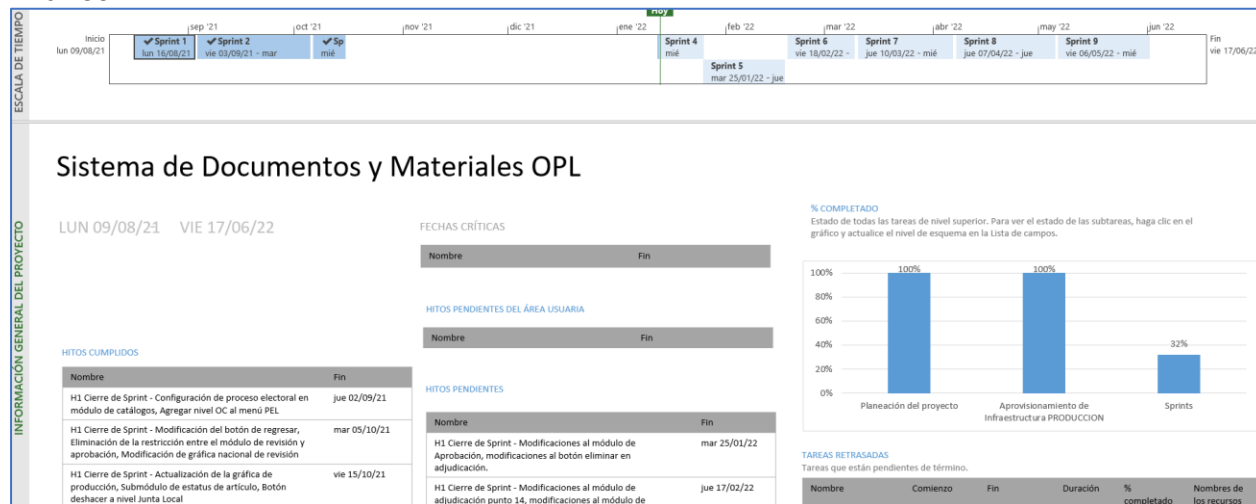 Hoy
sep '21 oct '21 nov '21 dic '21 ene '22 feb '22 mar '22 abr '22 may '22 jun '22
Inicio
lun 09/08/21
✔ Sprint 1
lun 16/08/21
✔ Sprint 2
vie 03/09/21 - mar
✔ Sp
mié
Sprint 4
mié
Sprint 5
mar 25/01/22 - jue
Sprint 6
vie 18/02/22 -
Sprint 7
jue 10/03/22 - mié
Sprint 8
jue 07/04/22 - jue
Sprint 9
vie 06/05/22 - mié
Fin
vie 17/06/22
ESCALA DE TIEMPO
INFORMACIÓN GENERAL DEL PROYECTO
Sistema de Documentos y Materiales OPL
LUN 09/08/21 VIE 17/06/22
HITOS CUMPLIDOS
Nombre Fin
H1 Cierre de Sprint - Configuración de proceso electoral en jue 02/09/21
módulo de catálogos, Agregar nivel OC al menú PEL
H1 Cierre de Sprint - Modificación del botón de regresar, mar 05/10/21
Eliminación de la restricción entre el módulo de revisión y
aprobación, Modificación de gráfica nacional de revisión
H1 Cierre de Sprint - Actualización de la gráfica de vie 15/10/21
producción, Submódulo de estatus de artículo, Botón
deshacer a nivel Junta Local
FECHAS CRÍTICAS
Nombre Fin
HITOS PENDIENTES DEL ÁREA USUARIA
Nombre Fin
HITOS PENDIENTES
Nombre Fin
H1 Cierre de Sprint - Modificaciones al módulo de mar 25/01/22
Aprobación, modificaciones al botón eliminar en
adjudicación.
H1 Cierre de Sprint - Modificaciones al módulo de jue 17/02/22
adjudicación punto 14, modificaciones al módulo de
% COMPLETADO
Estado de todas las tareas de nivel superior. Para ver el estado de las subtareas, haga clic en el
gráfico y actualice el nivel de esquema en la Lista de campos.
100%
80%
60%
40%
20%
0%
100% 100% 32%
Planeación del proyecto
Aprovisionamiento de
Infraestructura PRODUCCION
Sprints
TAREAS RETRASADAS
Tareas que están pendientes de término.
Nombre Comienzo Fin Duración % Nombres de
completado los recursos